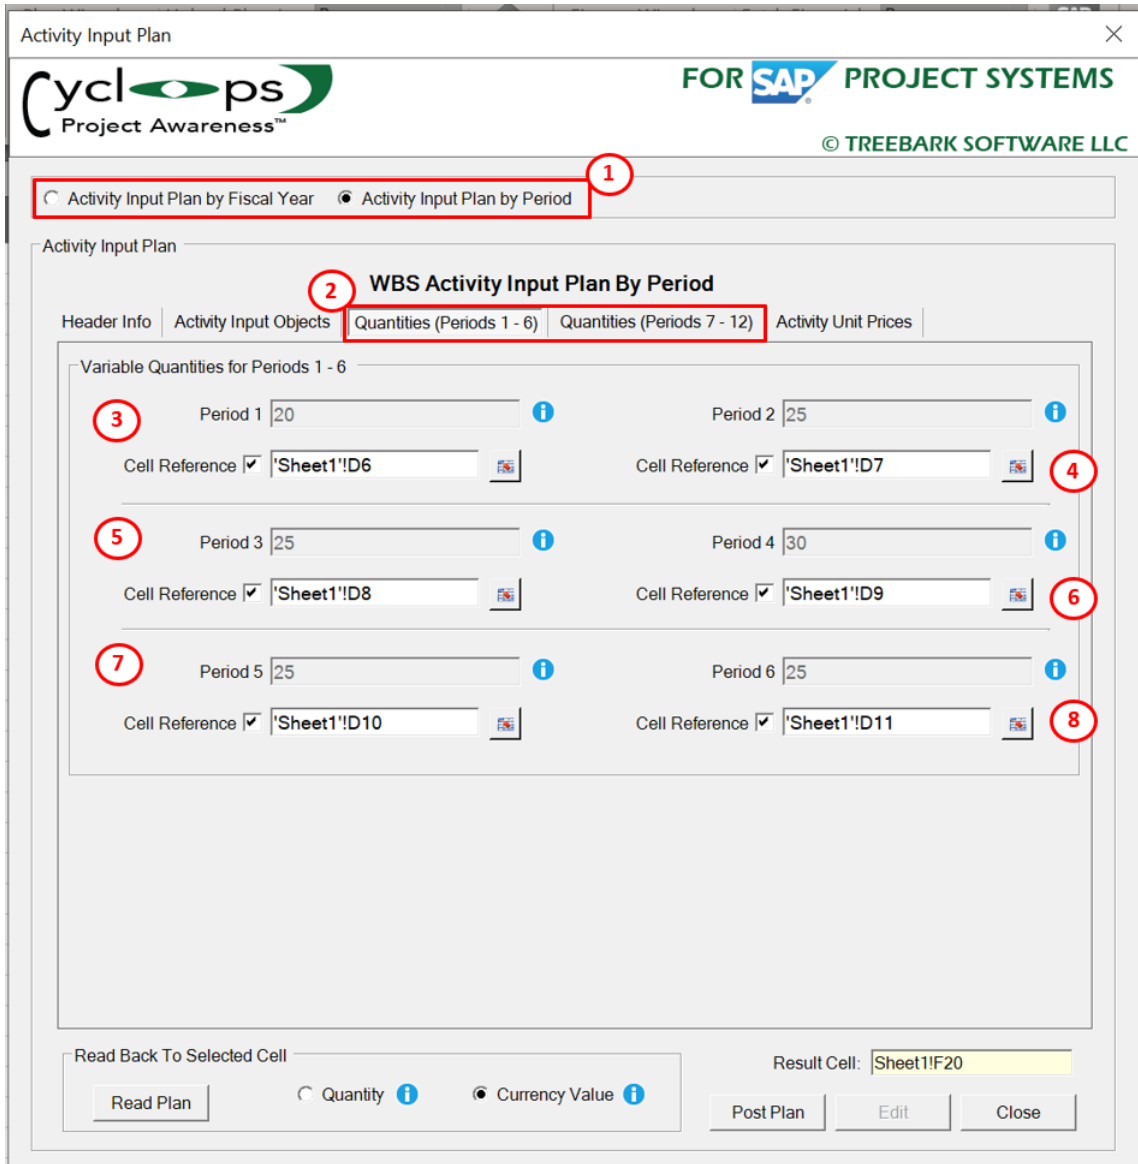 Activity Input Plan
Cyclops
Project Awareness™
FOR SAP PROJECT SYSTEMS
© TREEBARK SOFTWARE LLC
1
Activity Input Plan by Fiscal Year Activity Input Plan by Period
Activity Input Plan
2
WBS Activity Input Plan By Period
Header Info Activity Input Objects Quantities (Periods 1 - 6) Quantities (Periods 7 - 12) Activity Unit Prices
Variable Quantities for Periods 1 - 6
3 Period 1 20 i Period 2 25 i
Cell Reference 'Sheet1'!D6 Cell Reference 'Sheet1'!D7 4
5 Period 3 25 i Period 4 30 i
Cell Reference 'Sheet1'!D8 Cell Reference 'Sheet1'!D9 6
7 Period 5 25 i Period 6 25 i
Cell Reference 'Sheet1'!D10 Cell Reference 'Sheet1'!D11 8
Read Back To Selected Cell
Result Cell: Sheet1!F20
Read Plan Quantity i Currency Value i
Post Plan Edit Close